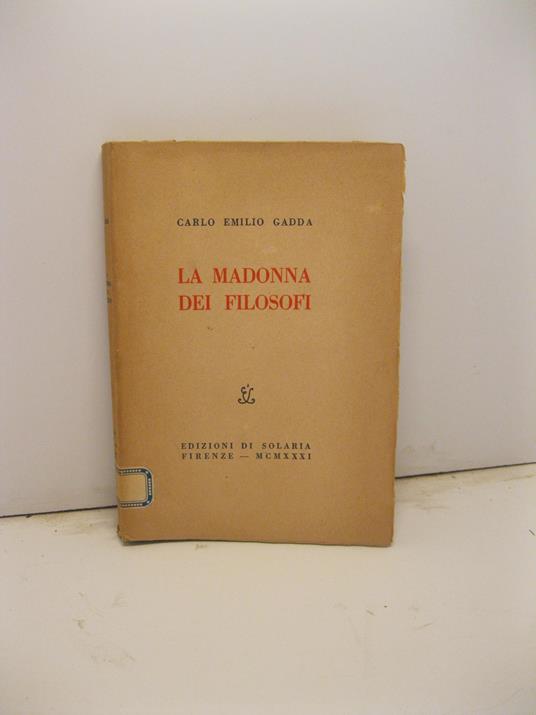 CARLO EMILIO GADDA
LA MADONNA
DEI FILOSOFI
EDIZIONI DI SOLARIA
FIRENZE — MCMXXXI